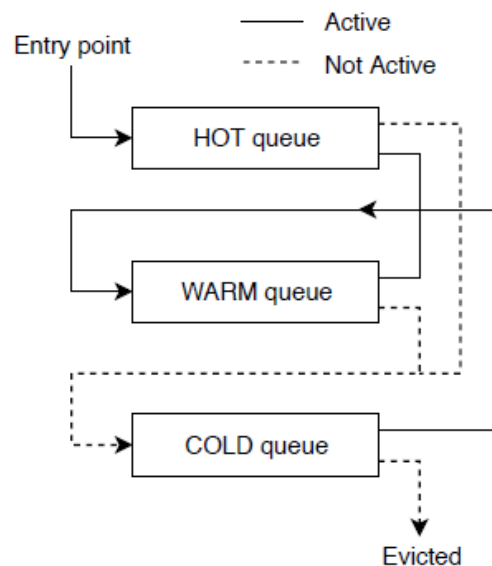 Active
Entry point
Not Active
HOT queue
WARM queue
COLD queue
Evicted